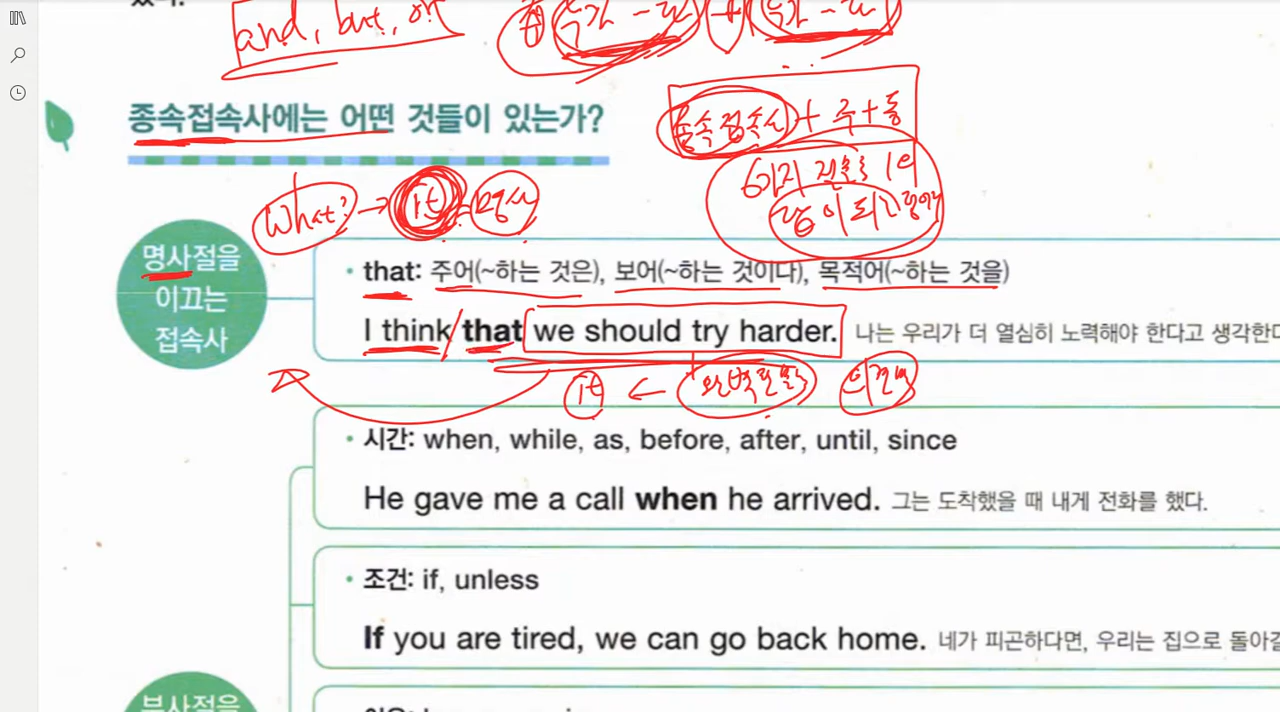 and, but, or
종속접속사에는 어떤 것들이 있는가?
종속접속사 + 주 + 동
What? → it = 명사
명사절을
이끄는
접속사
• that: 주어(~하는 것은), 보어(~하는 것이다), 목적어(~하는 것을)
I think / that we should try harder. 나는 우리가 더 열심히 노력해야 한다고 생각한다
it ←
• 시간: when, while, as, before, after, until, since
He gave me a call when he arrived. 그는 도착했을 때 내게 전화를 했다.
• 조건: if, unless
If you are tired, we can go back home. 네가 피곤하다면, 우리는 집으로 돌아갈
부사절을